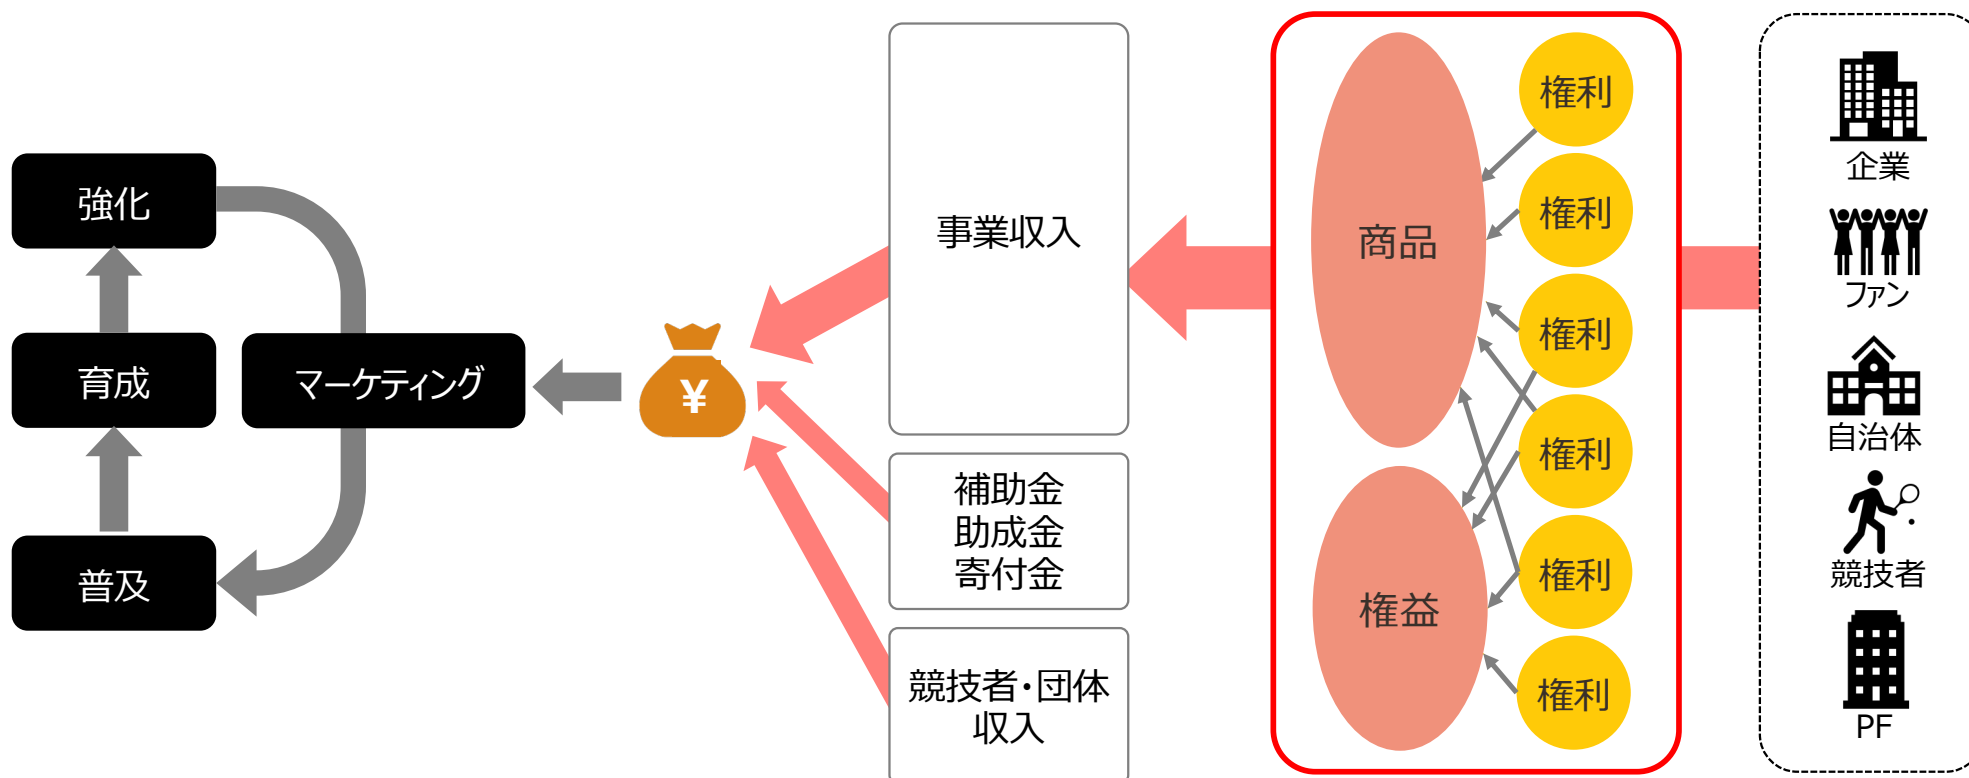 強化
育成
普及
マーケティング
¥
事業収入
補助金
助成金
寄付金
競技者・団体
収入
商品
権益
権利
権利
権利
権利
権利
権利
企業
ファン
自治体
競技者
PF